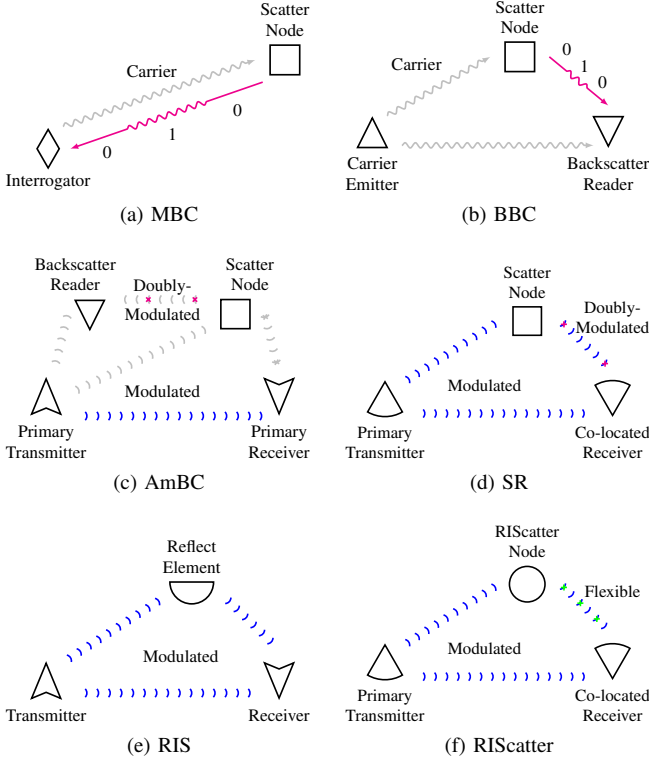 Scatter
Node
Carrier
0
1
0
Interrogator
(a) MBC
Scatter
Node
0
1
0
Carrier
Carrier
Emitter
Backscatter
Reader
(b) BBC
Backscatter
Reader
Doubly-
Modulated
Scatter
Node
Modulated
Primary
Transmitter
Primary
Receiver
(c) AmBC
Scatter
Node
Doubly-
Modulated
Modulated
Primary
Transmitter
Co-located
Receiver
(d) SR
Reflect
Element
Modulated
Transmitter
Receiver
(e) RIS
RIScatter
Node
Flexible
Modulated
Primary
Transmitter
Co-located
Receiver
(f) RIScatter